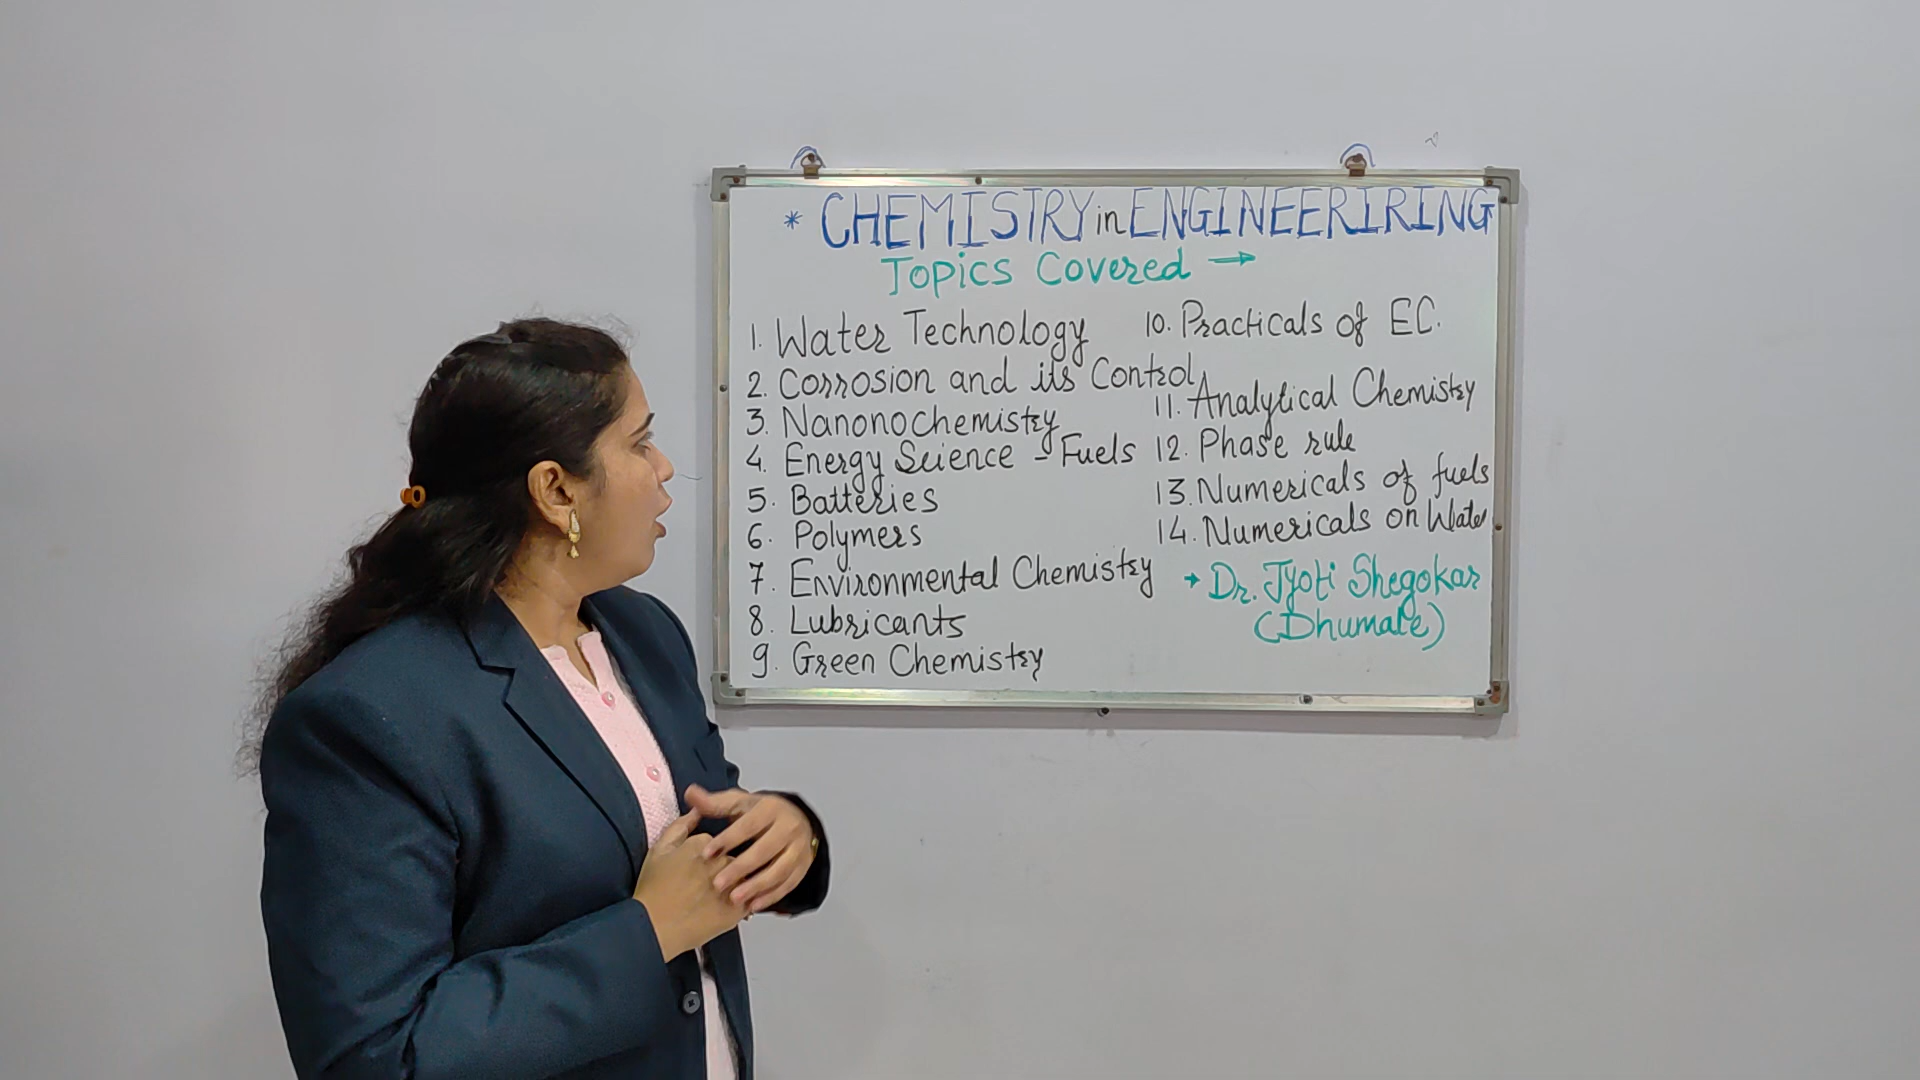 * CHEMISTRY in ENGINEERIRING
Topics Covered →
1. Water Technology
2. Corrosion and its Control
3. Nanonochemistry
4. Energy Science - Fuels
5. Batteries
6. Polymers
7. Environmental Chemistry
8. Lubricants
9. Green Chemistry
10. Practicals of EC.
11. Analytical Chemistry
12. Phase rule
13. Numericals of fuels
14. Numericals on Water
→ Dr. Jyoti Shegokar
(Dhumale)